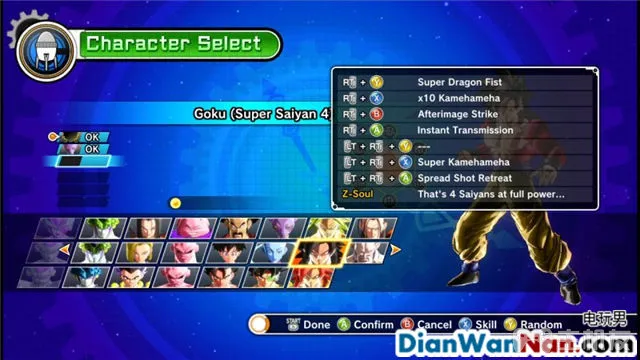 Character Select
Goku (Super Saiyan 4)
OK
OK
RT + Y Super Dragon Fist
RT + X x10 Kamehameha
RT + B Afterimage Strike
RT + A Instant Transmission
LT + RT + Y ---
LT + RT + X Super Kamehameha
LT + RT + A Spread Shot Retreat
Z-Soul That's 4 Saiyans at full power...
START Done A Confirm B Cancel X Skill Y Random
电玩男
DianWanNan.com